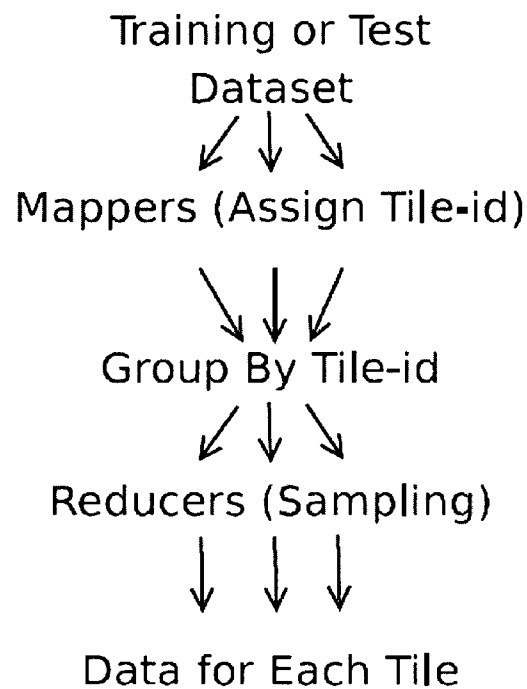 Training or Test
Dataset
Mappers (Assign Tile-id)
Group By Tile-id
Reducers (Sampling)
Data for Each Tile